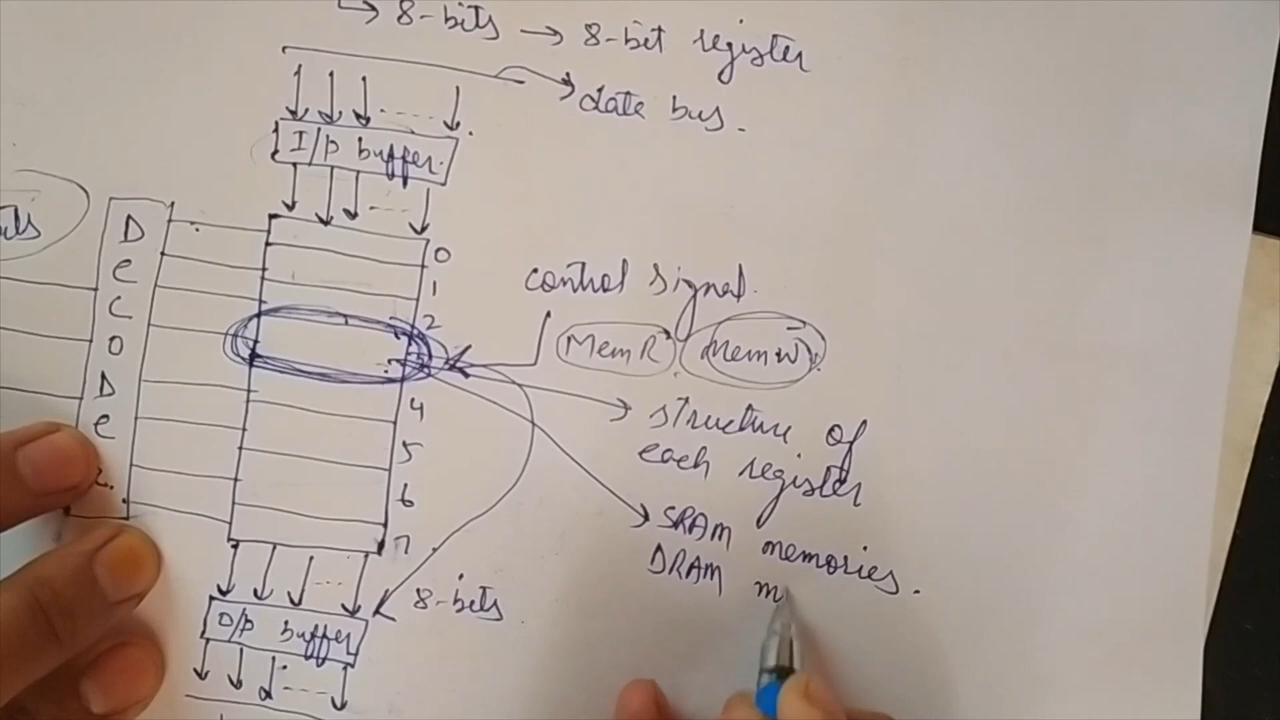 ↳ 8-bits → 8-bit register
date bus.
I/p buffer.
Decode
0
1
2
4
5
6
7
control signal.
MemR MemW
structure of
each register
SRAM memories.
DRAM m
8-bits
O/p buffer